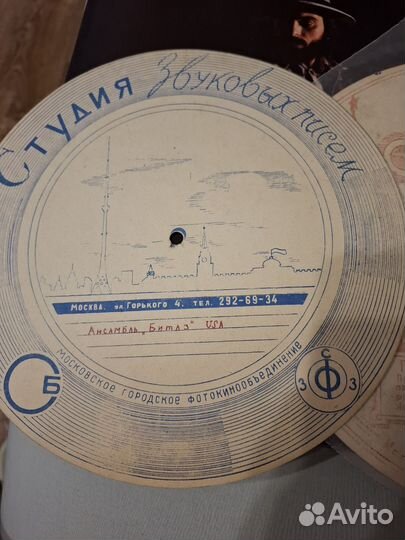 Студия Звуковых писем
Москва. ул Горького 4. тел. 292-69-34
Ансамбль „Битлз" USA
СБ
Московское городское фотокинообъединение
С
З Ф З
Avito